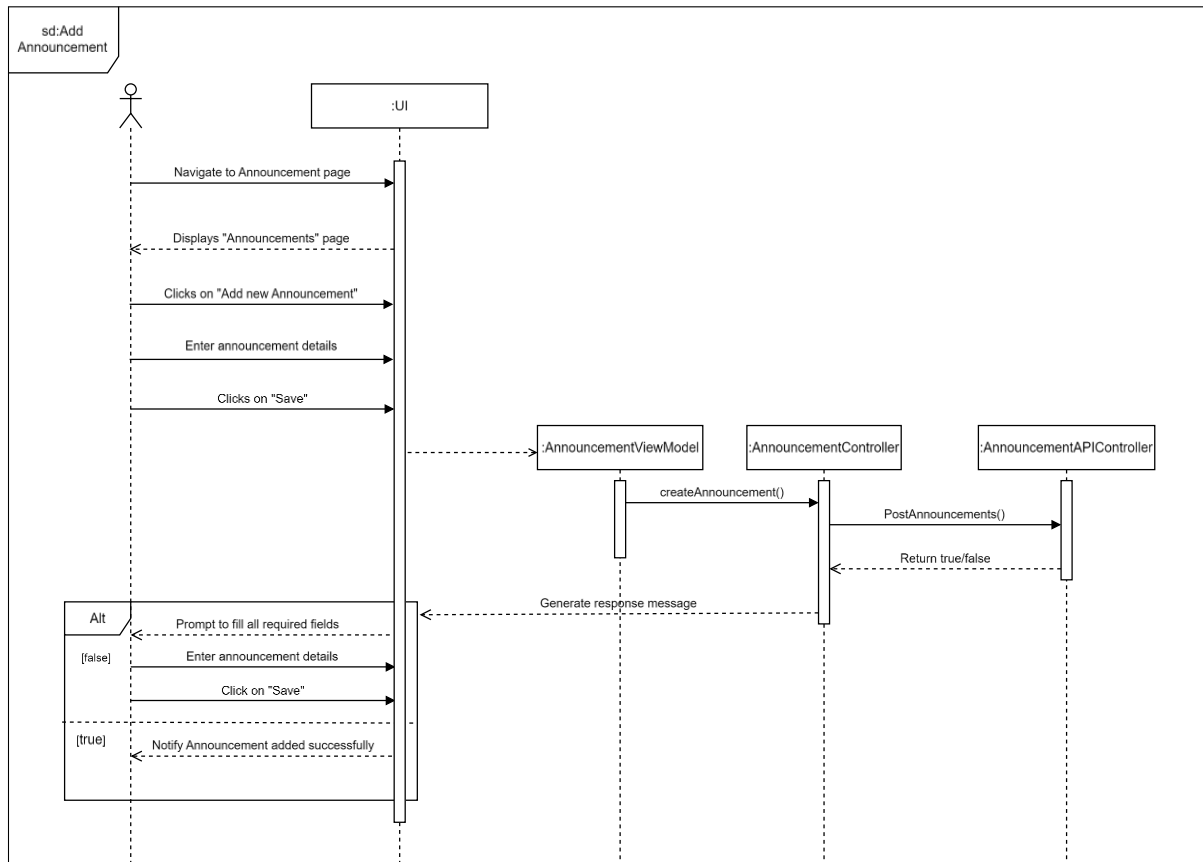 sd:Add
Announcement
:UI
Navigate to Announcement page
Displays "Announcements" page
Clicks on "Add new Announcement"
Enter announcement details
Clicks on "Save"
:AnnouncementViewModel
:AnnouncementController
:AnnouncementAPIController
createAnnouncement()
PostAnnouncements()
Return true/false
Generate response message
Alt
Prompt to fill all required fields
[false]
Enter announcement details
Click on "Save"
[true]
Notify Announcement added successfully